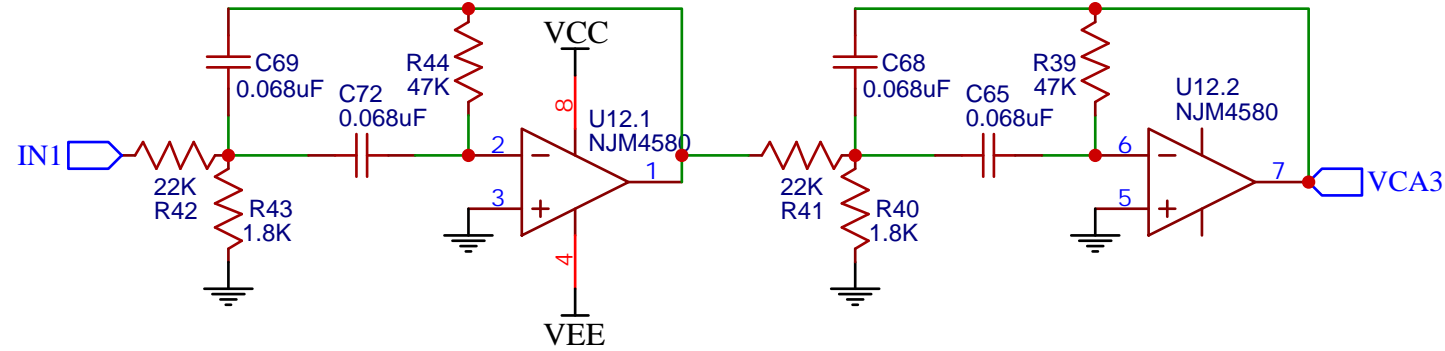 VCC
C69
0.068uF
R44
47K
C72
0.068uF
8
U12.1
NJM4580
IN1
22K
R42
R43
1.8K
2
3
1
4
VEE
C68
0.068uF
R39
47K
C65
0.068uF
U12.2
NJM4580
22K
R41
R40
1.8K
6
5
7
VCA3